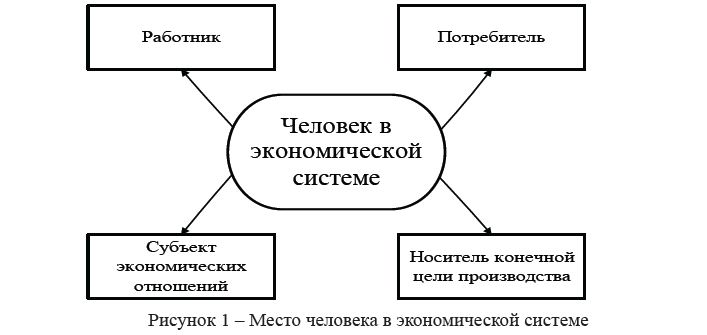 Работник
Потребитель
Человек в
экономической
системе
Субъект
экономических
отношений
Носитель конечной
цели производства
Рисунок 1 – Место человека в экономической системе